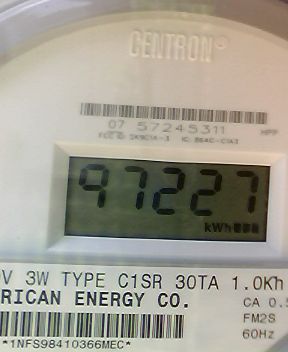 CENTRON®
07 57245311 HPP
97227
kWh
V 3W TYPE C1SR 30TA 1.0Kh
RICAN ENERGY CO.
CA 0.5
FM2S
60Hz
*1NFS98410366MEC*